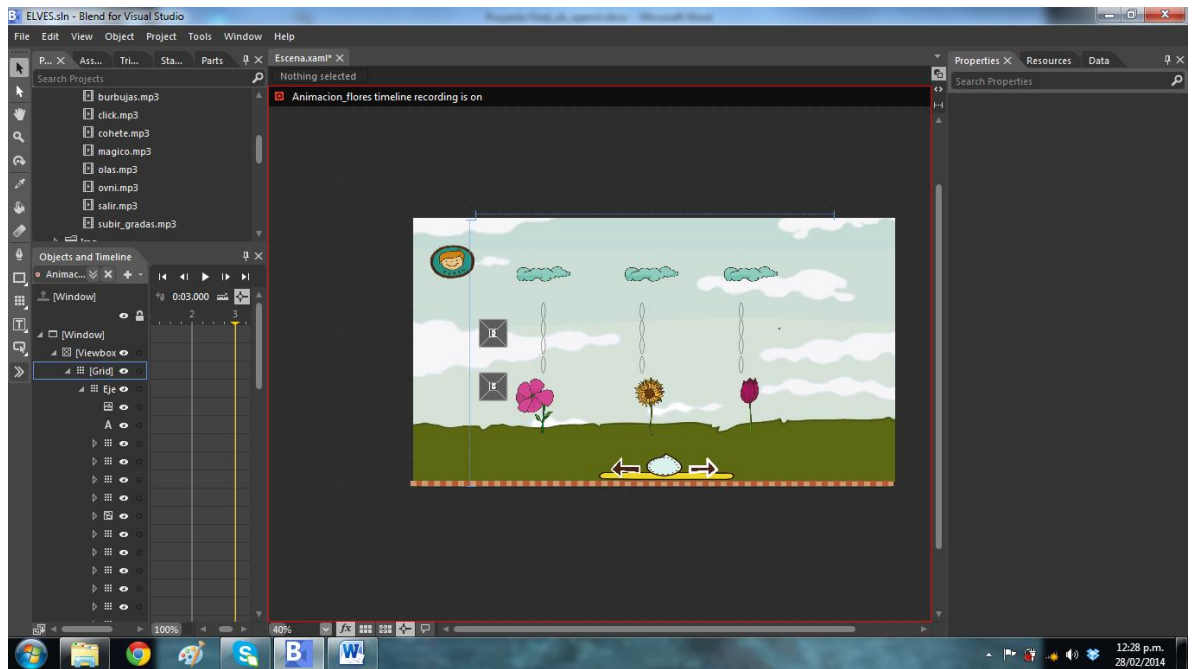 ELVES.sln - Blend for Visual Studio
File Edit View Object Project Tools Window Help
P... Ass... Tri... Sta... Parts
Search Projects
burbujas.mp3
click.mp3
cohete.mp3
magico.mp3
olas.mp3
ovni.mp3
salir.mp3
subir_gradas.mp3
Objects and Timeline
Animac...
[Window] 0:03.000
2 3
[Window]
[Viewbox
[Grid]
Eje
A
100%
Escena.xaml*
Nothing selected
Animacion_flores timeline recording is on
40% fx
Properties Resources Data
Search Properties
12:28 p.m.
28/02/2014